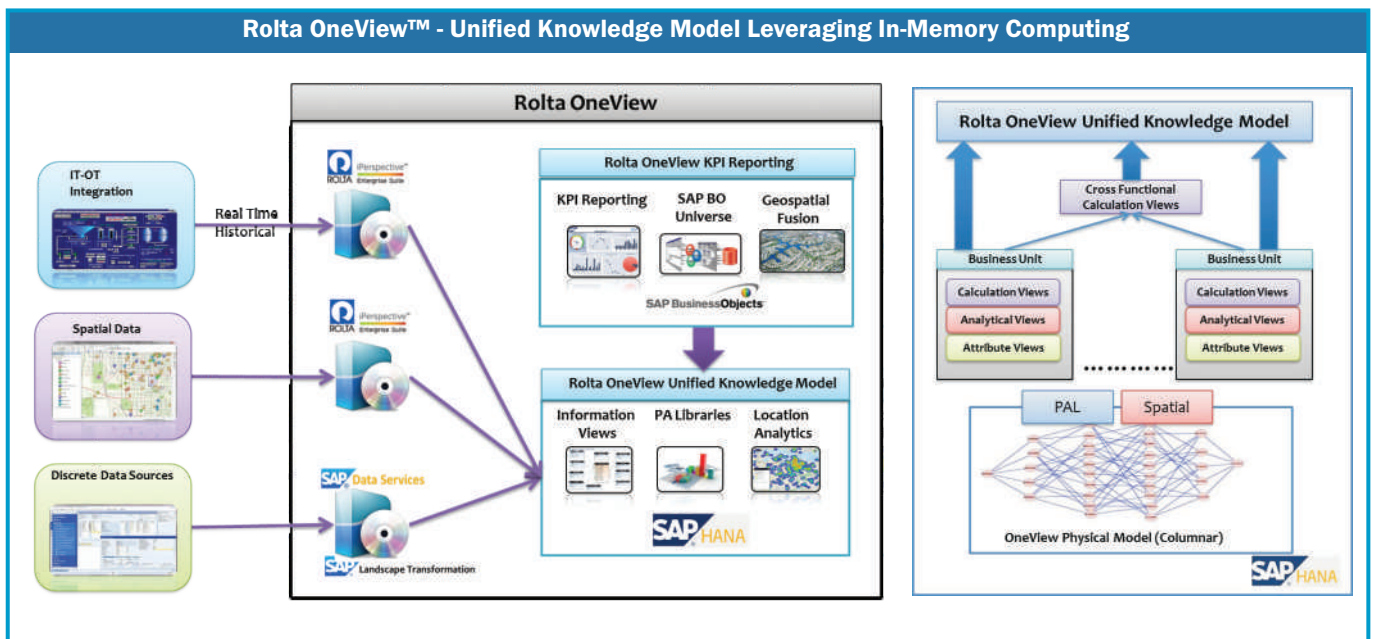 Rolta OneView™ - Unified Knowledge Model Leveraging In-Memory Computing
IT-OT
Integration
Real Time
Historical
Spatial Data
Discrete Data Sources
Rolta OneView
ROLTA
iPerspective™
Enterprise Suite
ROLTA
iPerspective™
Enterprise Suite
SAP Data Services
SAP Landscape Transformation
Rolta OneView KPI Reporting
KPI Reporting
SAP BO
Universe
Geospatial
Fusion
SAP BusinessObjects
Rolta OneView Unified Knowledge Model
Information
Views
PA Libraries
Location
Analytics
SAP HANA
Rolta OneView Unified Knowledge Model
Cross Functional
Calculation Views
Business Unit
Calculation Views
Analytical Views
Attribute Views
Business Unit
Calculation Views
Analytical Views
Attribute Views
PAL
Spatial
OneView Physical Model (Columnar)
SAP HANA